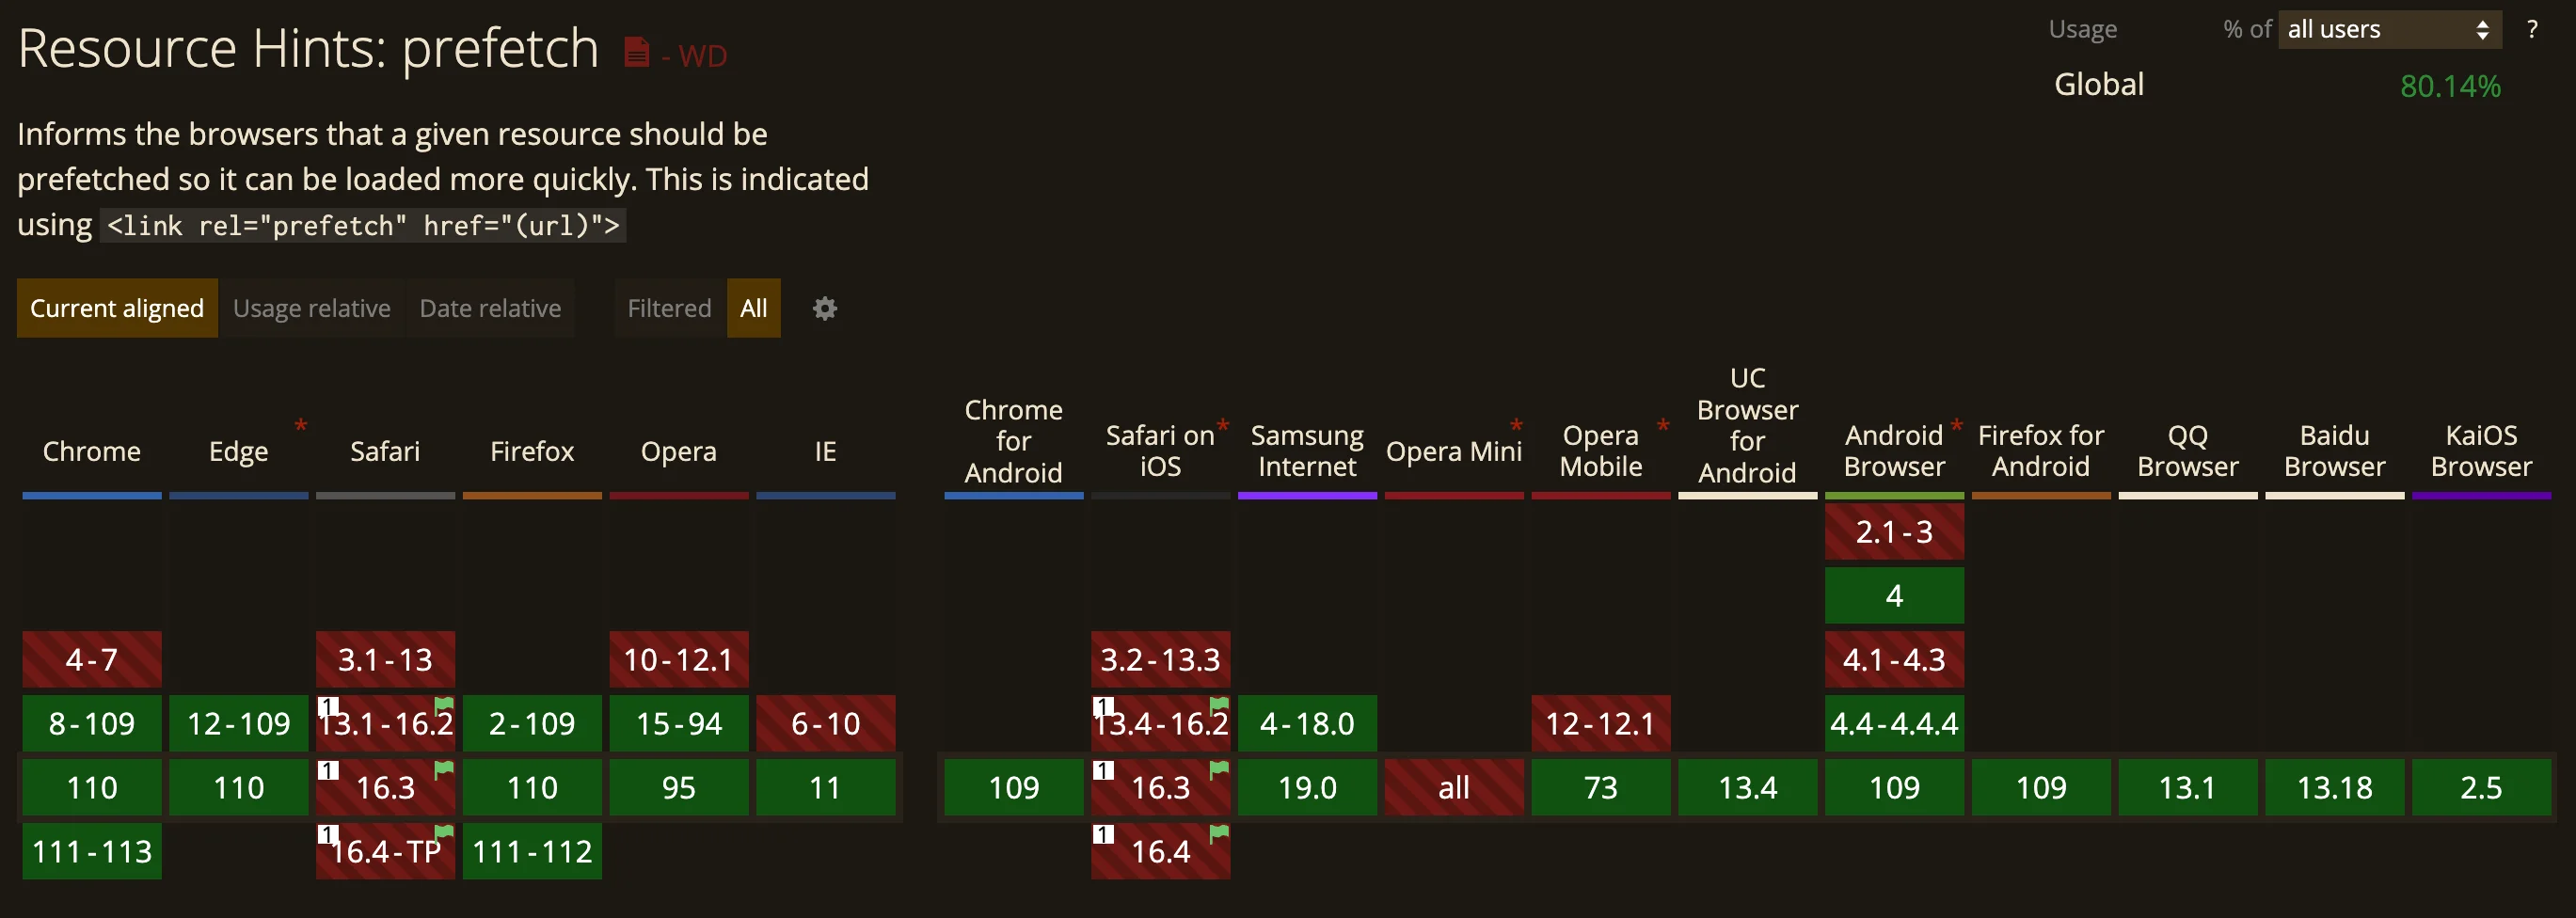 Resource Hints: prefetch - WD
Usage % of all users ?
Global 80.14%
Informs the browsers that a given resource should be
prefetched so it can be loaded more quickly. This is indicated
using <link rel="prefetch" href="(url)">
Current aligned Usage relative Date relative Filtered All
Chrome
Edge *
Safari
Firefox
Opera
IE
Chrome
for
Android
Safari on *
iOS
Samsung
Internet
Opera Mini *
Opera *
Mobile
UC
Browser
for
Android
Android *
Browser
Firefox for
Android
QQ
Browser
Baidu
Browser
KaiOS
Browser
2.1-3
4
4-7 3.1-13 10-12.1 3.2-13.3 4.1-4.3
8-109 12-109 1 13.1-16.2 2-109 15-94 6-10 1 13.4-16.2 4-18.0 12-12.1 4.4-4.4.4
110 110 1 16.3 110 95 11 109 1 16.3 19.0 all 73 13.4 109 109 13.1 13.18 2.5
111-113 1 16.4-TP 111-112 1 16.4